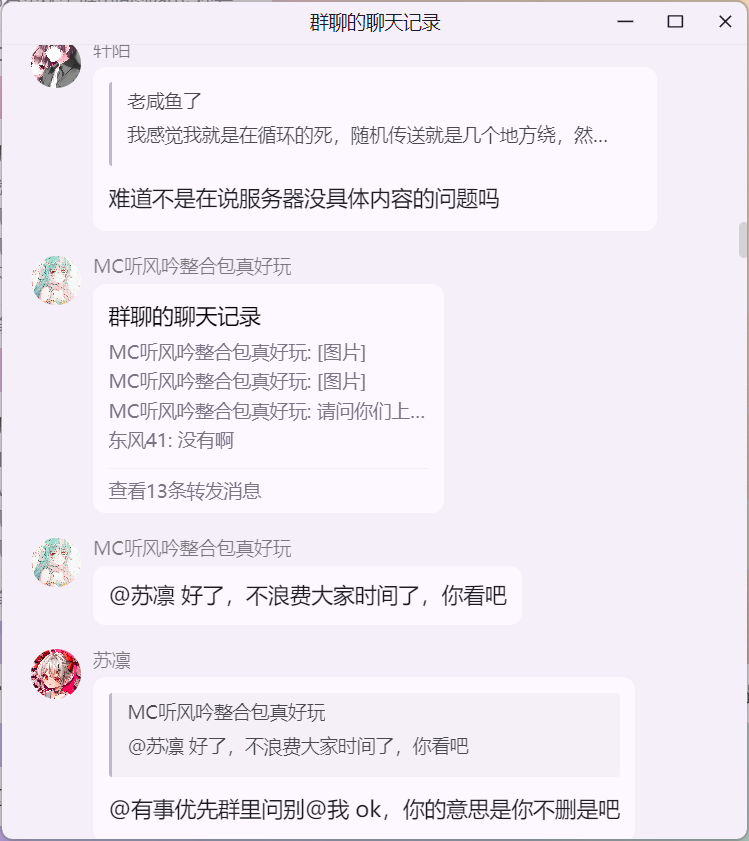 群聊的聊天记录
轩阳
老咸鱼了
我感觉我就是在循环的死，随机传送就是几个地方绕，然...
难道不是在说服务器没具体内容的问题吗
MC听风吟整合包真好玩
群聊的聊天记录
MC听风吟整合包真好玩: [图片]
MC听风吟整合包真好玩: [图片]
MC听风吟整合包真好玩: 请问你们上...
东风41: 没有啊
查看13条转发消息
MC听风吟整合包真好玩
@苏凛 好了，不浪费大家时间了，你看吧
苏凛
MC听风吟整合包真好玩
@苏凛 好了，不浪费大家时间了，你看吧
@有事优先群里问别@我 ok，你的意思是你不删是吧